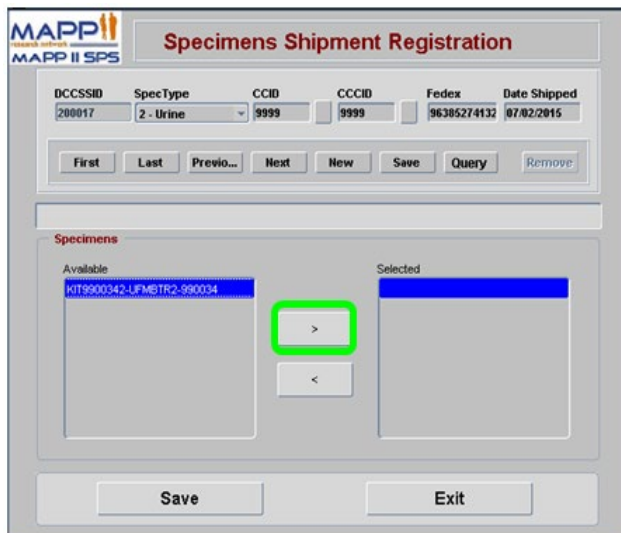 MAPP
research network
MAPP II SPS
Specimens Shipment Registration
DCCSSID SpecType CCID CCCID Fedex Date Shipped
200017 2 - Urine 9999 9999 96385274132 07/02/2015
First Last Previo... Next New Save Query Remove
Specimens
Available Selected
KIT9900342-UFMBTR2-990034
>
<
Save Exit